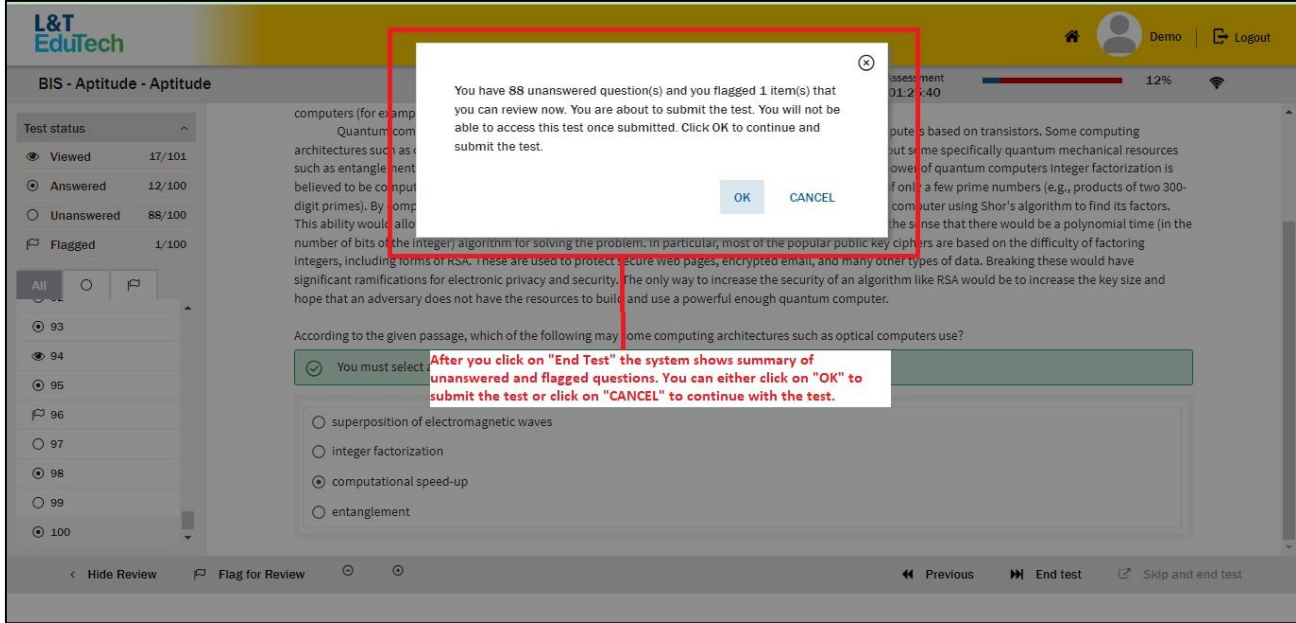 L&T
EduTech
Demo
Logout
BIS - Aptitude - Aptitude
01:25:40
12%
Test status
Viewed 17/101
Answered 12/100
Unanswered 88/100
Flagged 1/100
All
93
94
95
96
97
98
99
100
You have 88 unanswered question(s) and you flagged 1 item(s) that
you can review now. You are about to submit the test. You will not be
able to access this test once submitted. Click OK to continue and
submit the test.
OK CANCEL
computers (for
Quantum based on transistors. Some computing
architectures such as some specifically quantum mechanical resources
such as entanglement of quantum computers Integer factorization is
believed to be only a few prime numbers (e.g., products of two 300-
digit primes). By computer using Shor's algorithm to find its factors.
This ability would the sense that there would be a polynomial time (in the
number of bits of the integer) algorithm for solving the problem. In particular, most of the popular public key ciphers are based on the difficulty of factoring
integers, including forms of RSA. These are used to protect secure web pages, encrypted email, and many other types of data. Breaking these would have
significant ramifications for electronic privacy and security. The only way to increase the security of an algorithm like RSA would be to increase the key size and
hope that an adversary does not have the resources to build and use a powerful enough quantum computer.
According to the given passage, which of the following may some computing architectures such as optical computers use?
You must select
After you click on "End Test" the system shows summary of
unanswered and flagged questions. You can either click on "OK" to
submit the test or click on "CANCEL" to continue with the test.
superposition of electromagnetic waves
integer factorization
computational speed-up
entanglement
Hide Review Flag for Review Previous End test Skip and end test